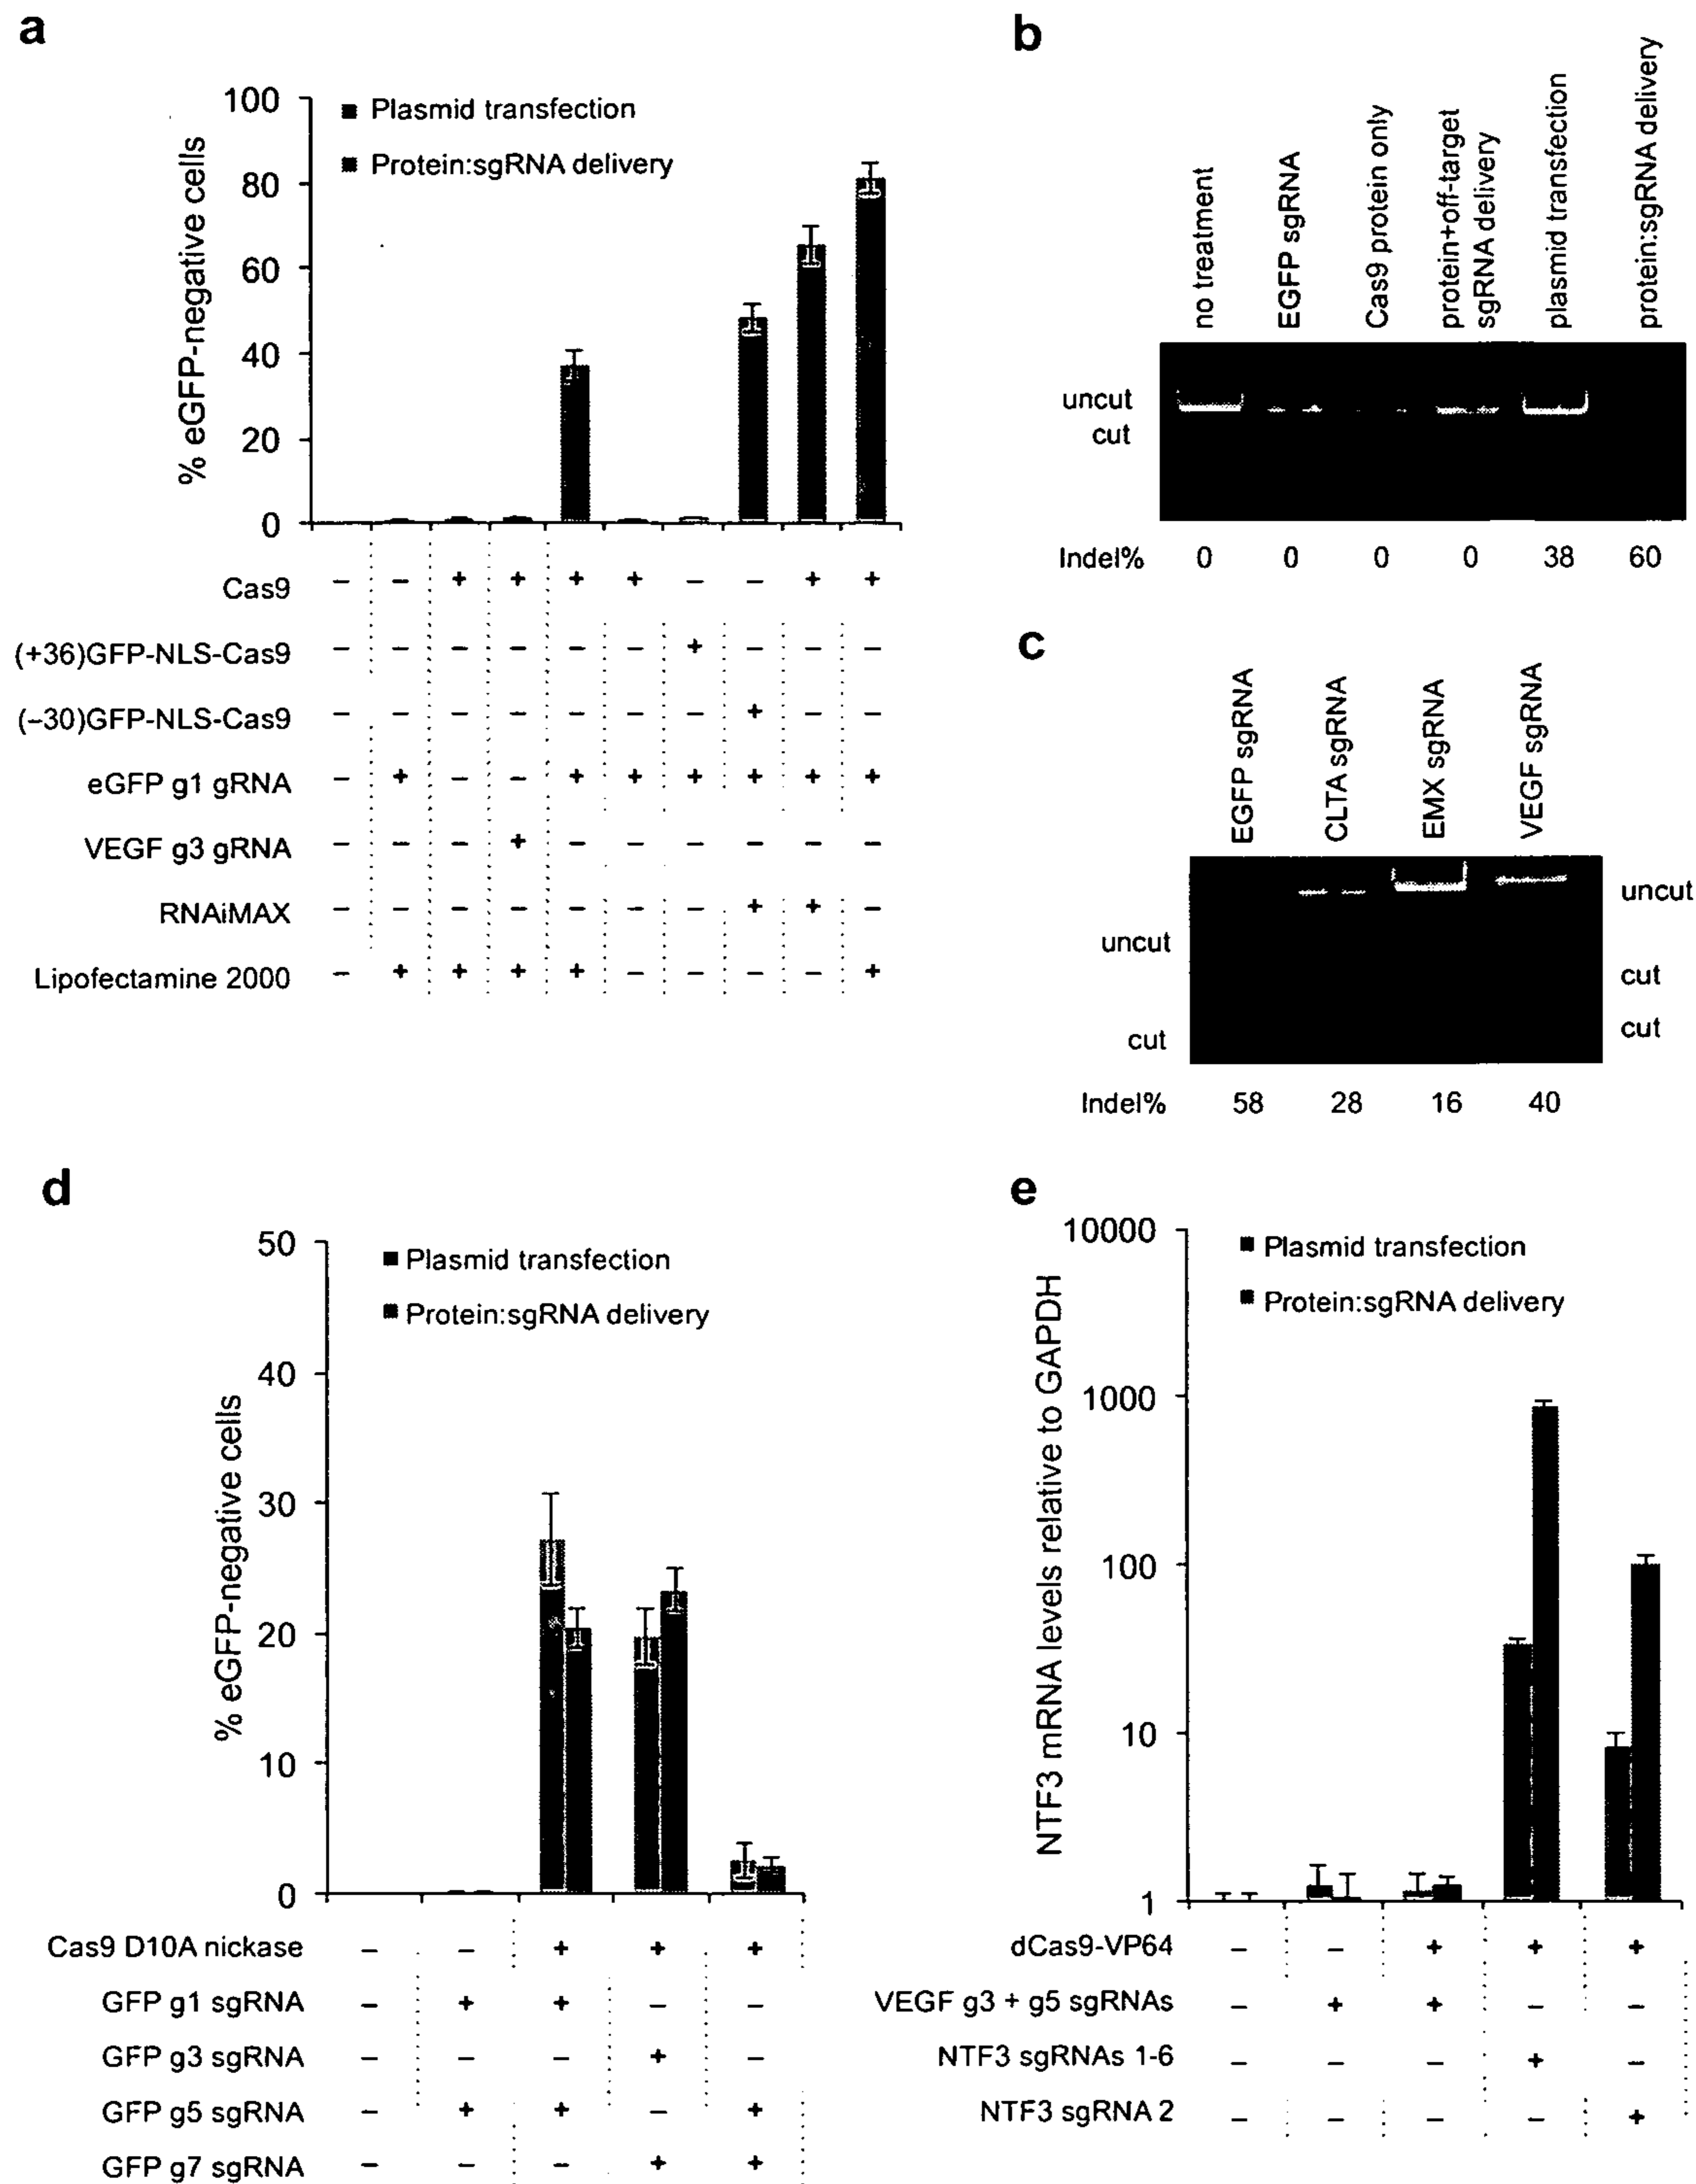 a
100
80
60
40
20
0
% eGFP-negative cells
Plasmid transfection
Protein:sgRNA delivery
Cas9 – – + + + + – – + +
(+36)GFP-NLS-Cas9 – – – – – – + – – –
(–30)GFP-NLS-Cas9 – – – – – – – + – –
eGFP g1 gRNA – + – – + + + + + +
VEGF g3 gRNA – – – + – – – – – –
RNAiMAX – – – – – – – + + –
Lipofectamine 2000 – + + + + – – – – +
b
no treatment
EGFP sgRNA
Cas9 protein only
protein+off-target
sgRNA delivery
plasmid transfection
protein:sgRNA delivery
uncut
cut
Indel% 0 0 0 0 38 60
c
EGFP sgRNA
CLTA sgRNA
EMX sgRNA
VEGF sgRNA
uncut
cut
uncut
cut
cut
Indel% 58 28 16 40
d
50
40
30
20
10
0
% eGFP-negative cells
Plasmid transfection
Protein:sgRNA delivery
Cas9 D10A nickase – – + + +
GFP g1 sgRNA – + + – –
GFP g3 sgRNA – – – + –
GFP g5 sgRNA – + + – +
GFP g7 sgRNA – – – + +
e
10000
1000
100
10
1
NTF3 mRNA levels relative to GAPDH
Plasmid transfection
Protein:sgRNA delivery
dCas9-VP64 – – + + +
VEGF g3 + g5 sgRNAs – + + – –
NTF3 sgRNAs 1-6 – – – + –
NTF3 sgRNA 2 – – – – +